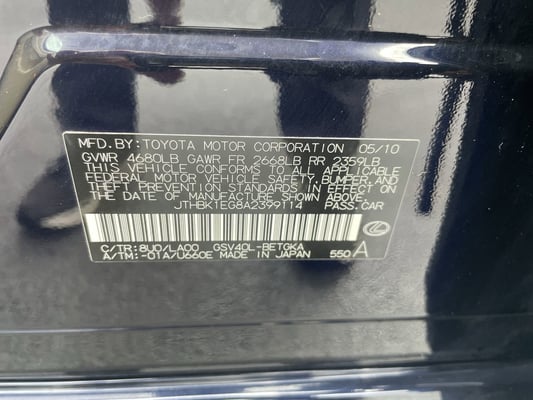 MFD. BY: TOYOTA MOTOR CORPORATION 05/10
GVWR 4680LB GAWR FR 2668LB RR 2359LB
THIS VEHICLE CONFORMS TO ALL APPLICABLE
FEDERAL MOTOR VEHICLE SAFETY, BUMPER, AND
THEFT PREVENTION STANDARDS IN EFFECT ON
THE DATE OF MANUFACTURE SHOWN ABOVE.
JTHBK1EG8A2399114 PASS.CAR
C/TR: 8U0/LA00 GSV40L-BETGKA
A/TM: -01A/U660E MADE IN JAPAN 550 A